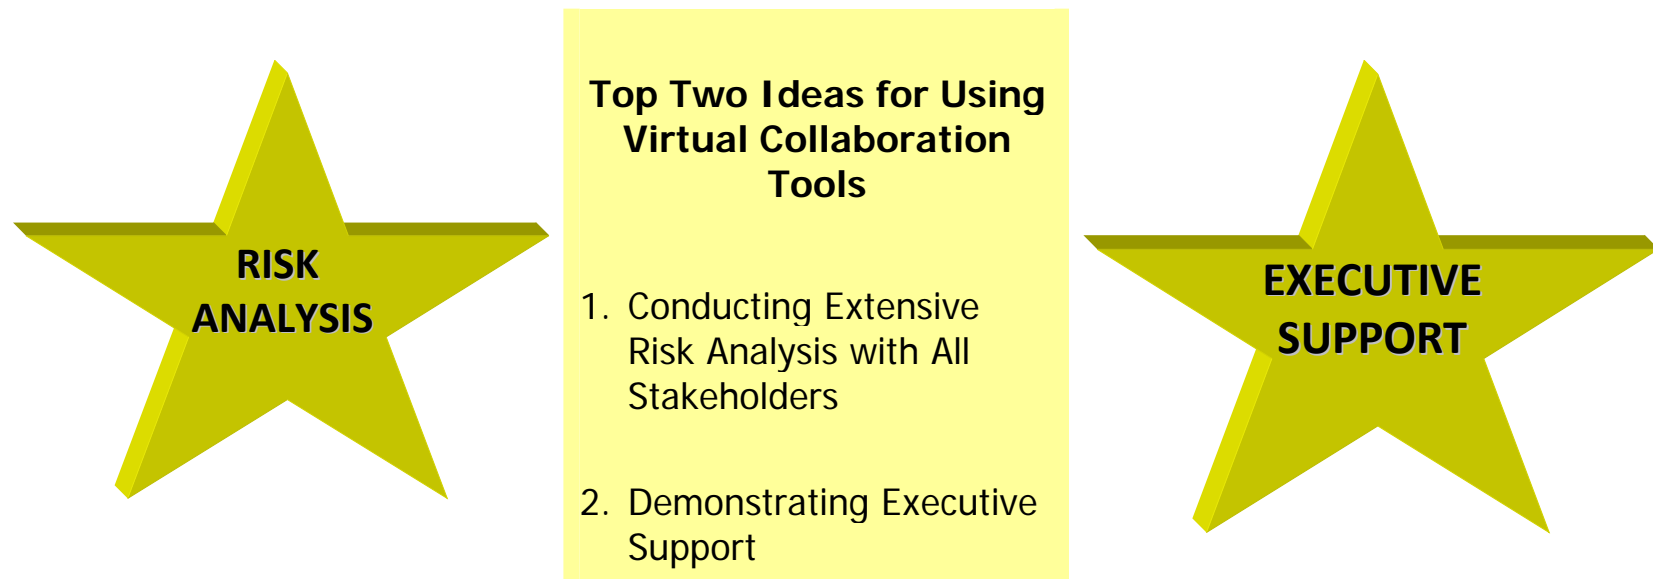 RISK
ANALYSIS
Top Two Ideas for Using
Virtual Collaboration
Tools
1. Conducting Extensive
Risk Analysis with All
Stakeholders
2. Demonstrating Executive
Support
EXECUTIVE
SUPPORT